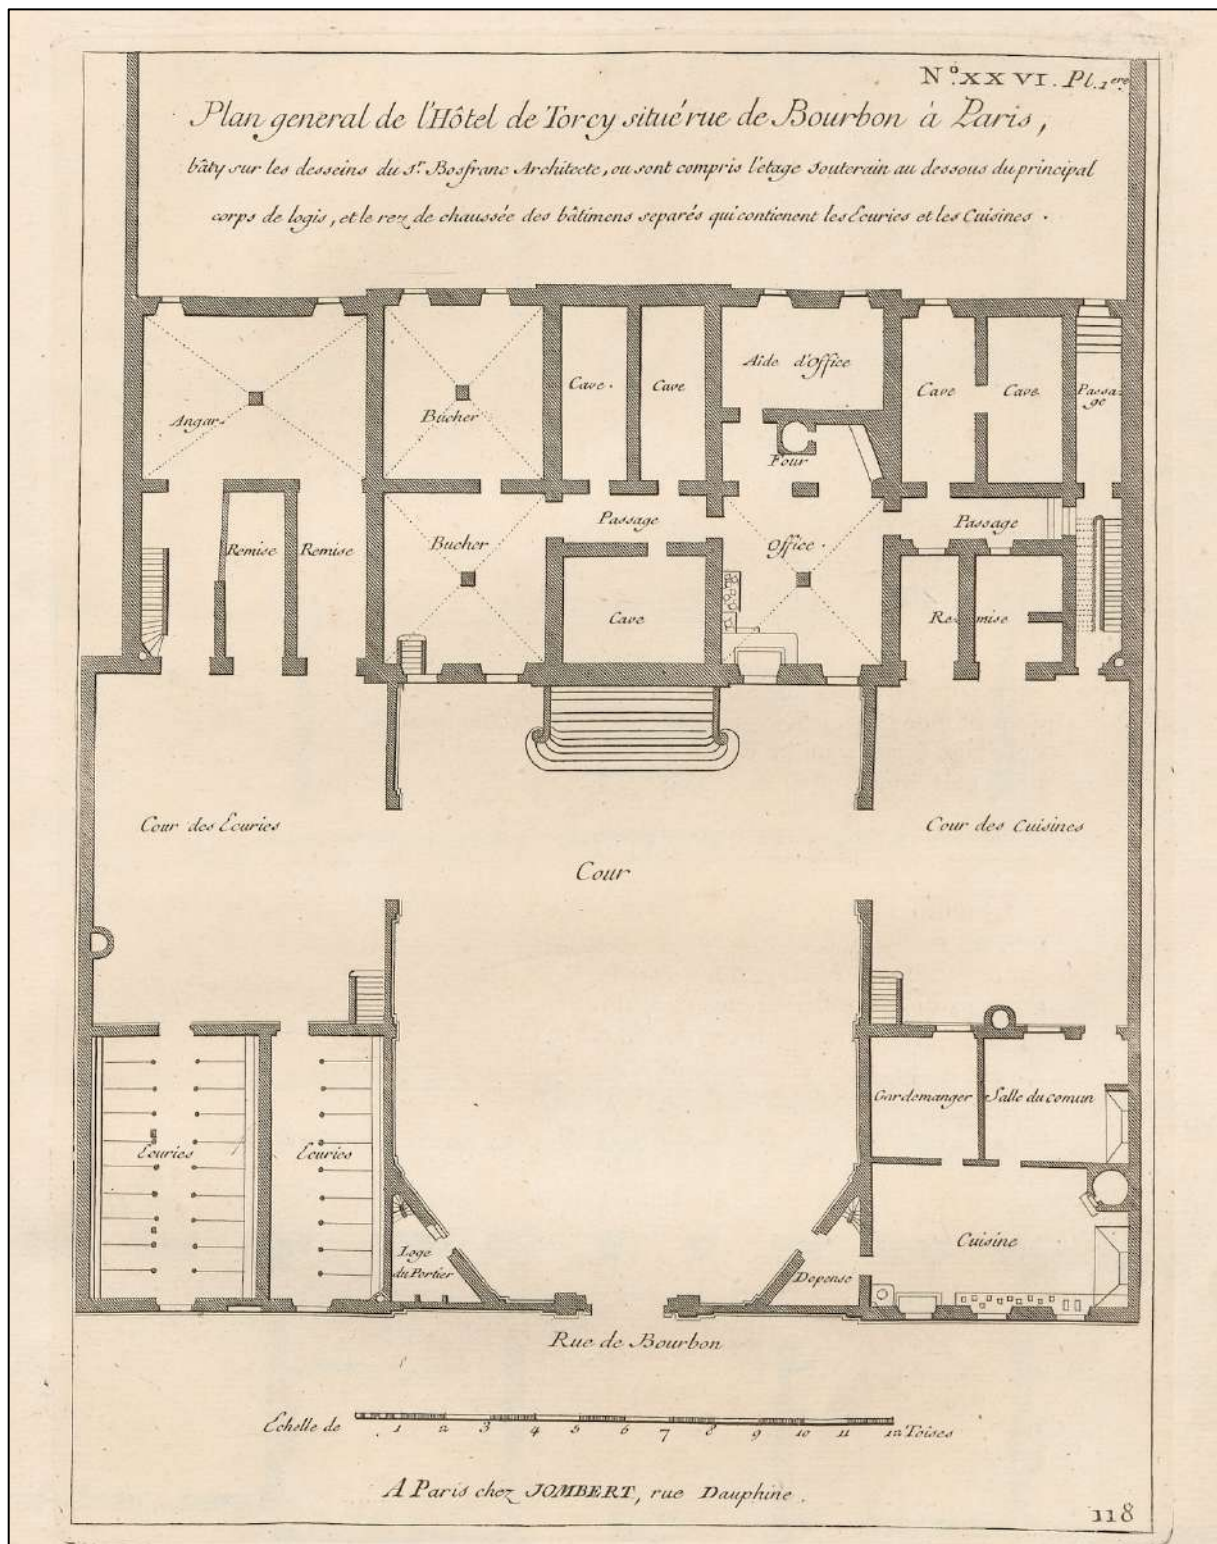 N.º XXVI. Pl. 1ere
Plan general de l'Hôtel de Torcy situé rue de Bourbon à Paris,
bâty sur les desseins du Sr. Bosfranc Architecte, ou sont compris l'etage souterain au dessous du principal
corps de logis, et le rez de chaussée des bâtimens separés qui contienent les Ecuries et les Cuisines.
Aide d'Office
Cave.
Cave
Cave
Cave
Passa-
ge
Angar.
Bucher
Four
Passage
Passage
Remise
Remise
Bucher
Office.
Cave
Remise
Cour des Ecuries
Cour des Cuisines
Cour
Gardemanger
Salle du comun
Ecuries
Ecuries
Cuisine
Loge
du Portier
Depense
Rue de Bourbon
Echelle de 1 2 3 4 5 6 7 8 9 10 11 12 Toises
A Paris chez JOMBERT, rue Dauphine.
118